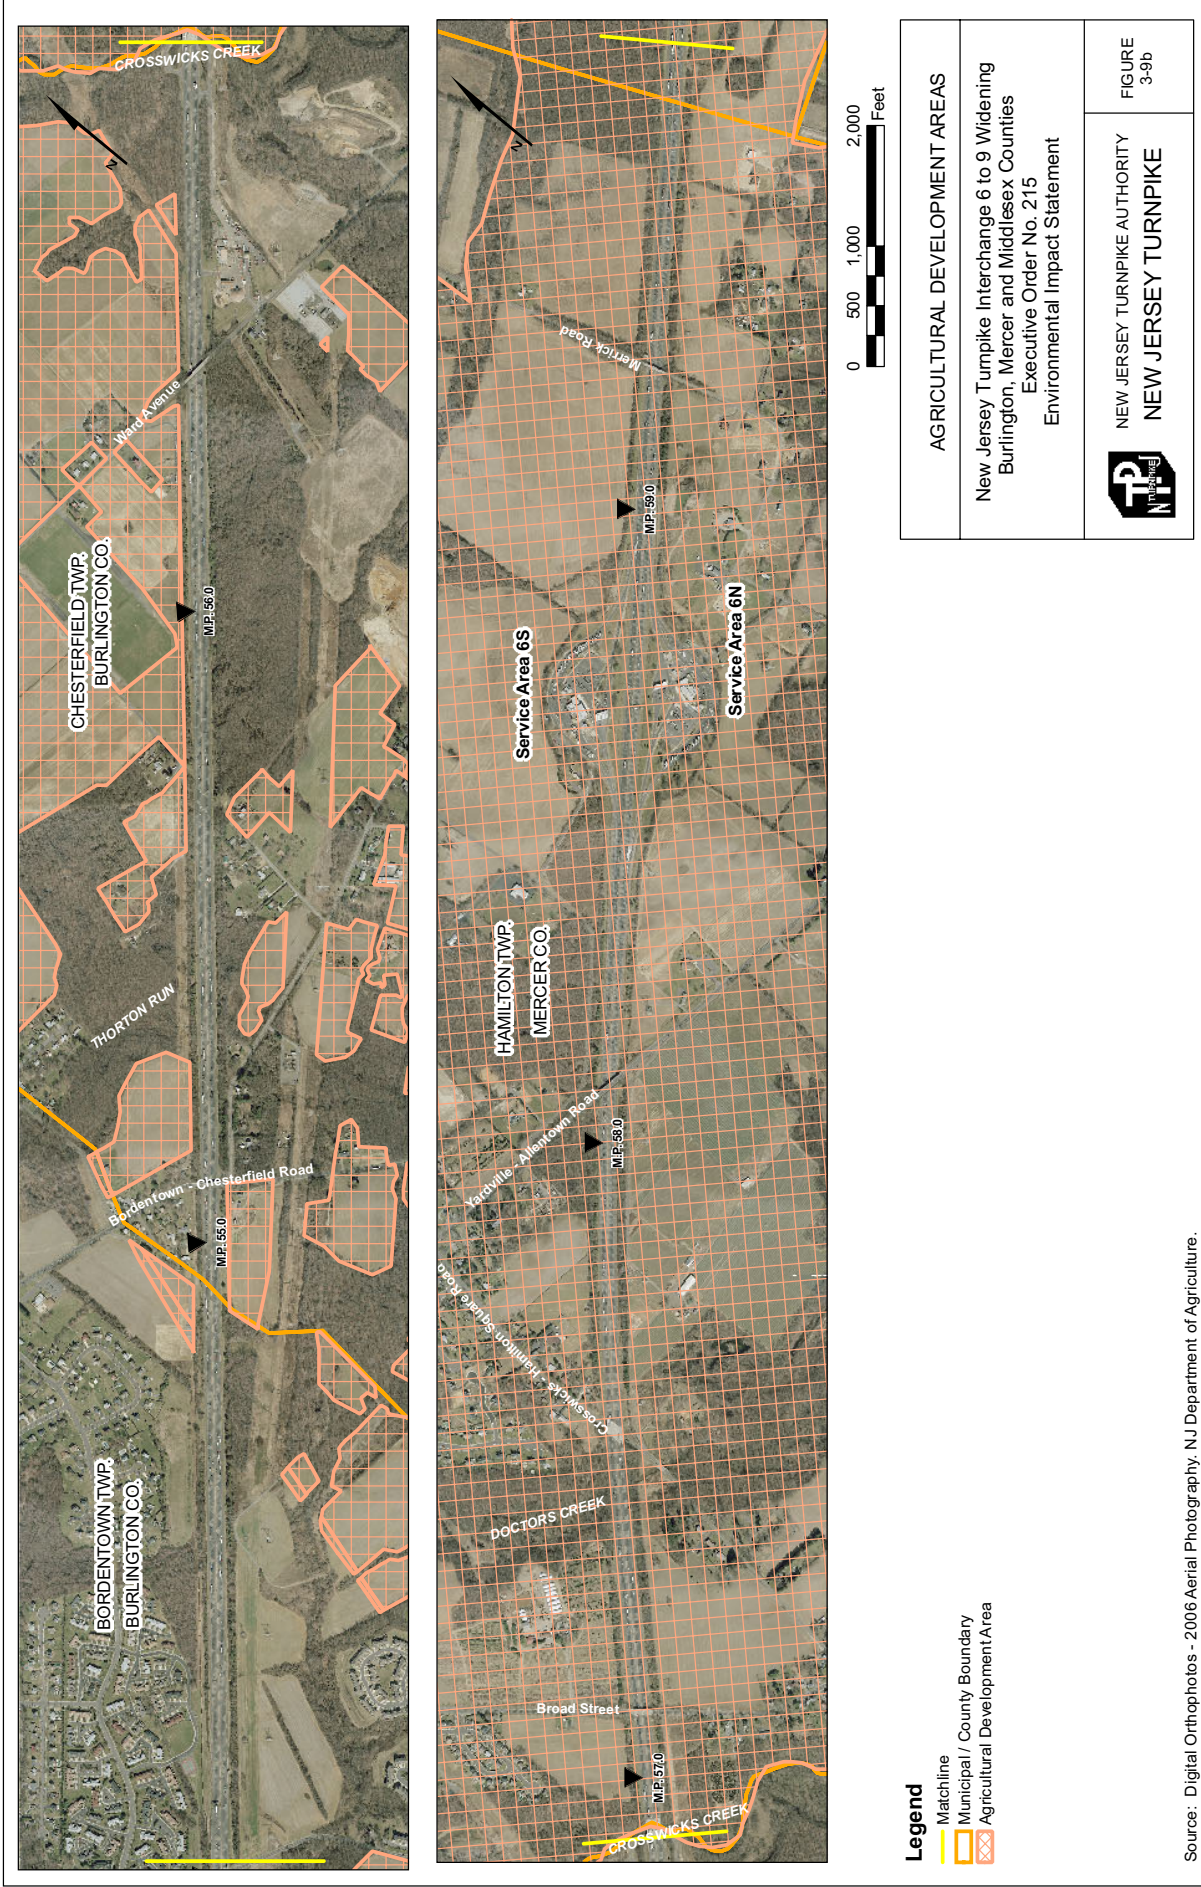 CROSSWICKS CREEK
N
Ward Avenue
CHESTERFIELD TWP.
BURLINGTON CO.
M.P. 56.0
THORTON RUN
Bordentown - Chesterfield Road
M.P. 55.0
BORDENTOWN TWP.
BURLINGTON CO.
N
Merrick Road
M.P. 59.0
Service Area 6S
Service Area 6N
HAMILTON TWP.
MERCER CO.
Yardville - Allentown Road
M.P. 58.0
Crosswicks - Hamilton Square Road
DOCTORS CREEK
Broad Street
M.P. 57.0
CROSSWICKS CREEK
0 500 1,000 2,000
Feet
Legend
Matchline
Municipal / County Boundary
Agricultural Development Area
Source: Digital Orthophotos - 2006 Aerial Photography. NJ Department of Agriculture.
AGRICULTURAL DEVELOPMENT AREAS
New Jersey Turnpike Interchange 6 to 9 Widening
Burlington, Mercer and Middlesex Counties
Executive Order No. 215
Environmental Impact Statement
TP
TURNPIKE
N J
NEW JERSEY TURNPIKE AUTHORITY
NEW JERSEY TURNPIKE
FIGURE
3-9b